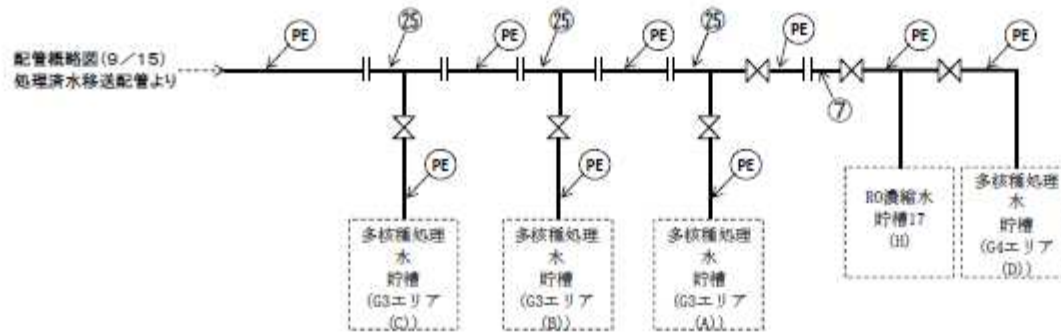 PE
㉕
PE
㉕
PE
㉕
PE
PE
PE
配管概略図(9／15)
処理済水移送配管より
⑦
PE
PE
PE
多核種処理
水
貯槽
(G3エリア
(C))
多核種処理
水
貯槽
(G3エリア
(B))
多核種処理
水
貯槽
(G3エリア
(A))
RO濃縮水
貯槽17
(H)
多核種処理
水
貯槽
(G4エリア
(D))